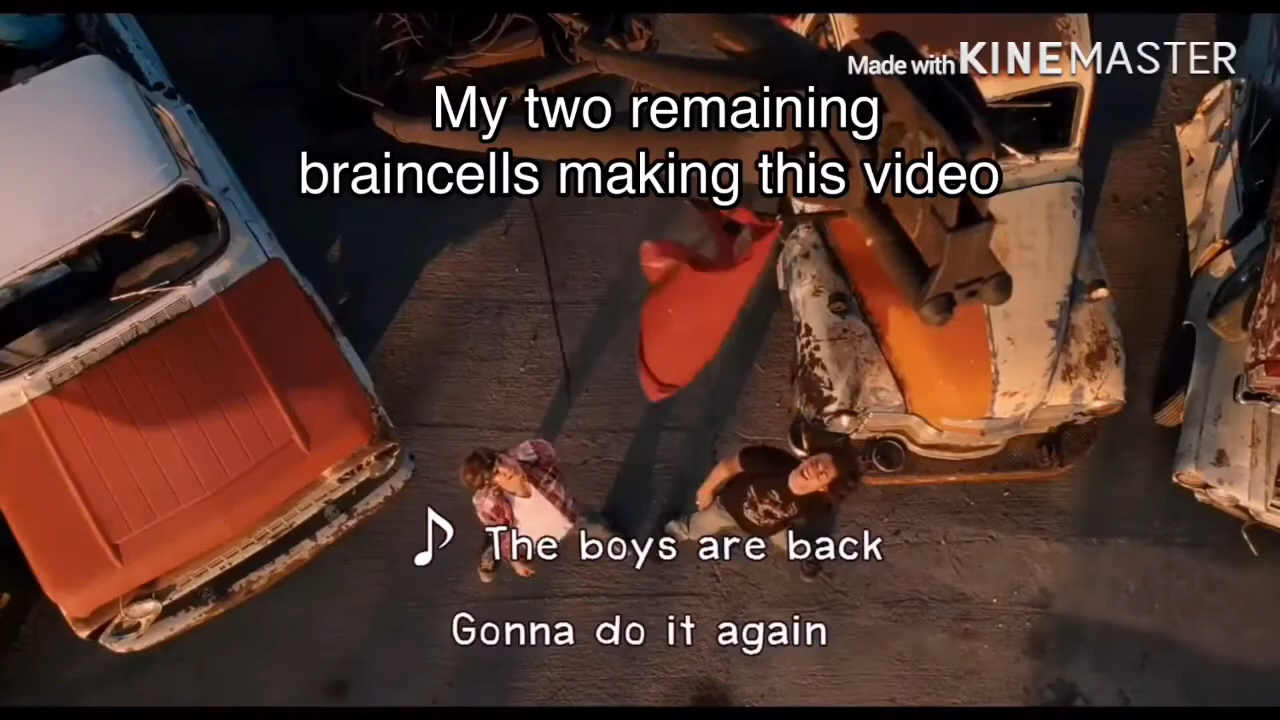 Made with KINEMASTER
My two remaining
braincells making this video
♪ The boys are back
Gonna do it again